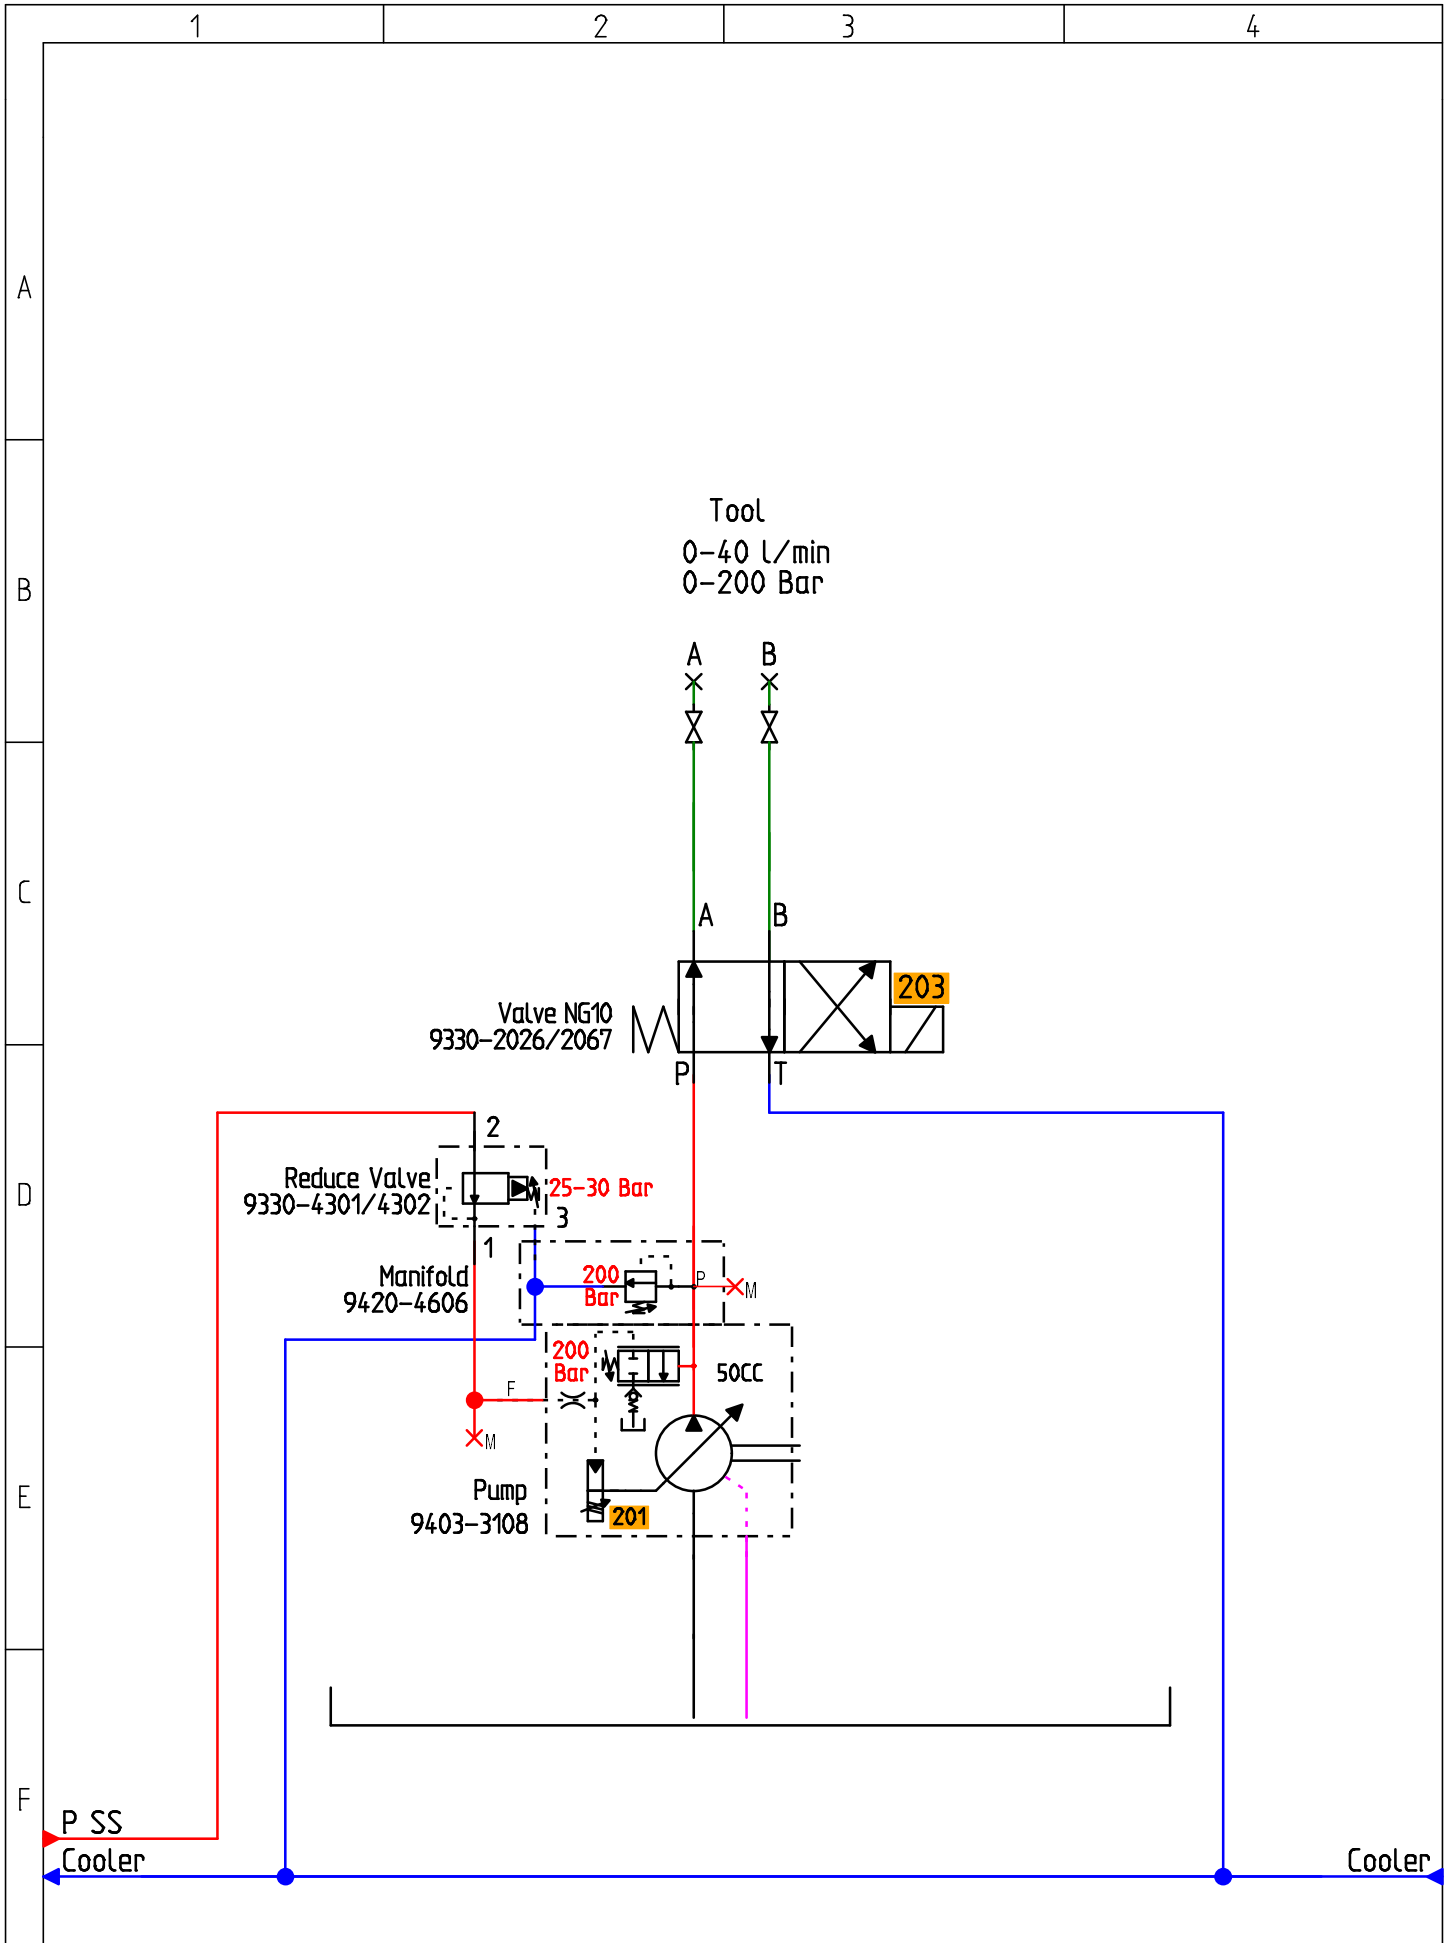 1
2
3
4
A
B
C
D
E
F
Tool
0-40 l/min
0-200 Bar
A
B
A
B
203
Valve NG10
9330-2026/2067
P
T
2
Reduce Valve
9330-4301/4302
25-30 Bar
3
1
Manifold
9420-4606
200
Bar
P
M
200
Bar
50CC
F
M
Pump
9403-3108
201
P SS
Cooler
Cooler